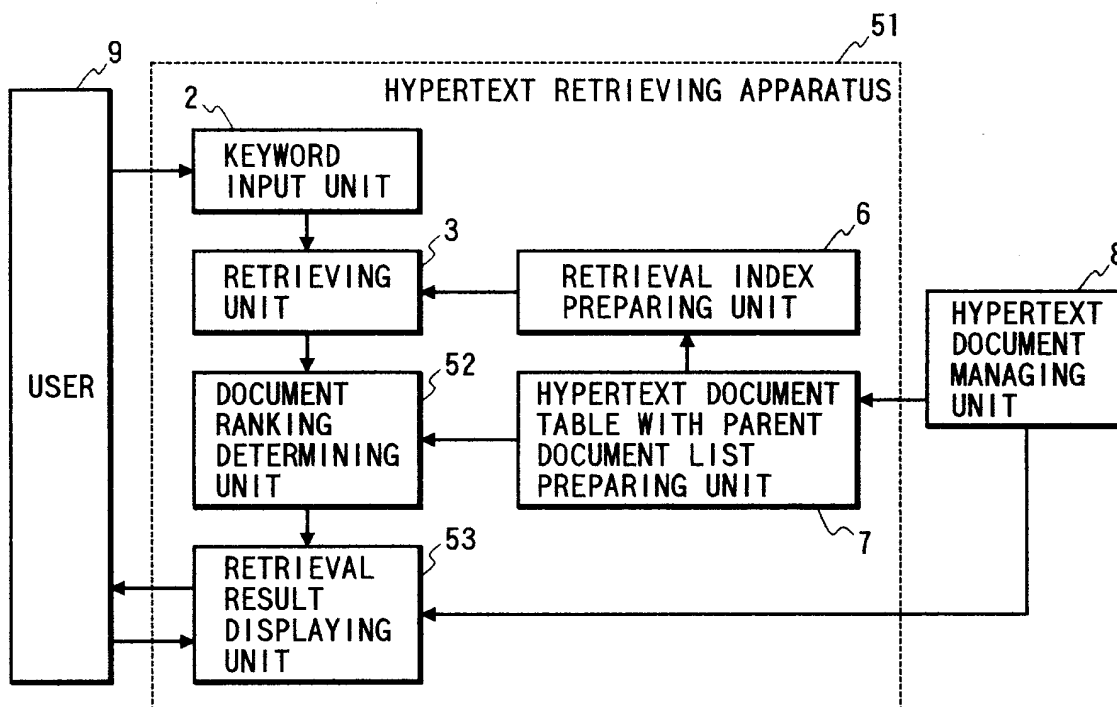 51
9
HYPERTEXT RETRIEVING APPARATUS
2
KEYWORD
INPUT UNIT
3
RETRIEVING
UNIT
6
RETRIEVAL INDEX
PREPARING UNIT
8
HYPERTEXT
DOCUMENT
MANAGING
UNIT
USER
52
DOCUMENT
RANKING
DETERMINING
UNIT
HYPERTEXT DOCUMENT
TABLE WITH PARENT
DOCUMENT LIST
PREPARING UNIT
7
53
RETRIEVAL
RESULT
DISPLAYING
UNIT